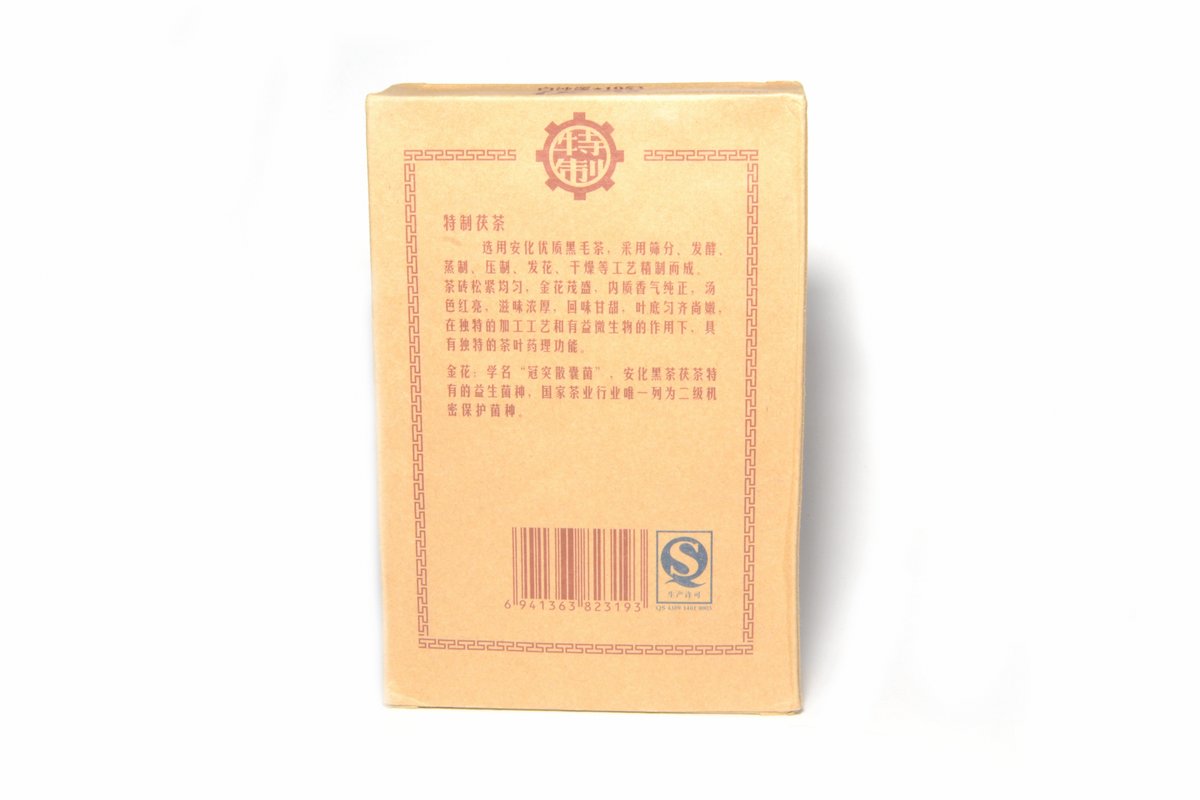 特制
特制茯茶
选用安化优质黑毛茶，采用筛分、发酵、
蒸制、压制、发花、干燥等工艺精制而成。
茶砖松紧均匀，金花茂盛，内质香气纯正，汤
色红亮，滋味浓厚，回味甘甜，叶底匀齐尚嫩，
在独特的加工工艺和有益微生物的作用下，具
有独特的茶叶药理功能。
金花：学名“冠突散囊菌”，安化黑茶茯茶特
有的益生菌种，国家茶业行业唯一列为二级机
密保护菌种。
6 941363 823193
生产许可
QS 4309 1401 0003